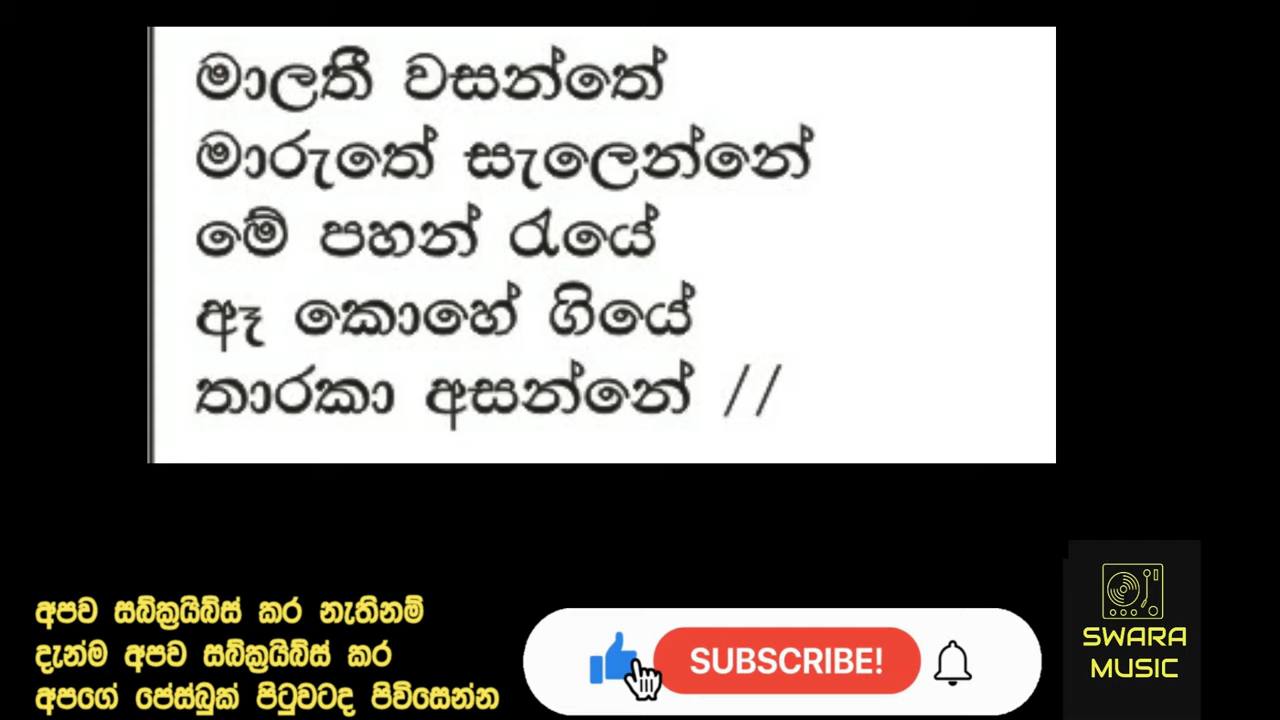 මාලතී වසන්තේ
මාරුතේ සැලෙන්නේ
මේ පහන් රැයේ
ඈ කොහේ ගියේ
තාරකා අසන්නේ //
අපව සබ්ක්‍රයිබ්ස් කර නැතිනම්
දැන්ම අපව සබ්ක්‍රයිබ්ස් කර
අපගේ ජේස්බුක් පිටුවටද පිවිසෙන්න
SUBSCRIBE!
SWARA
MUSIC